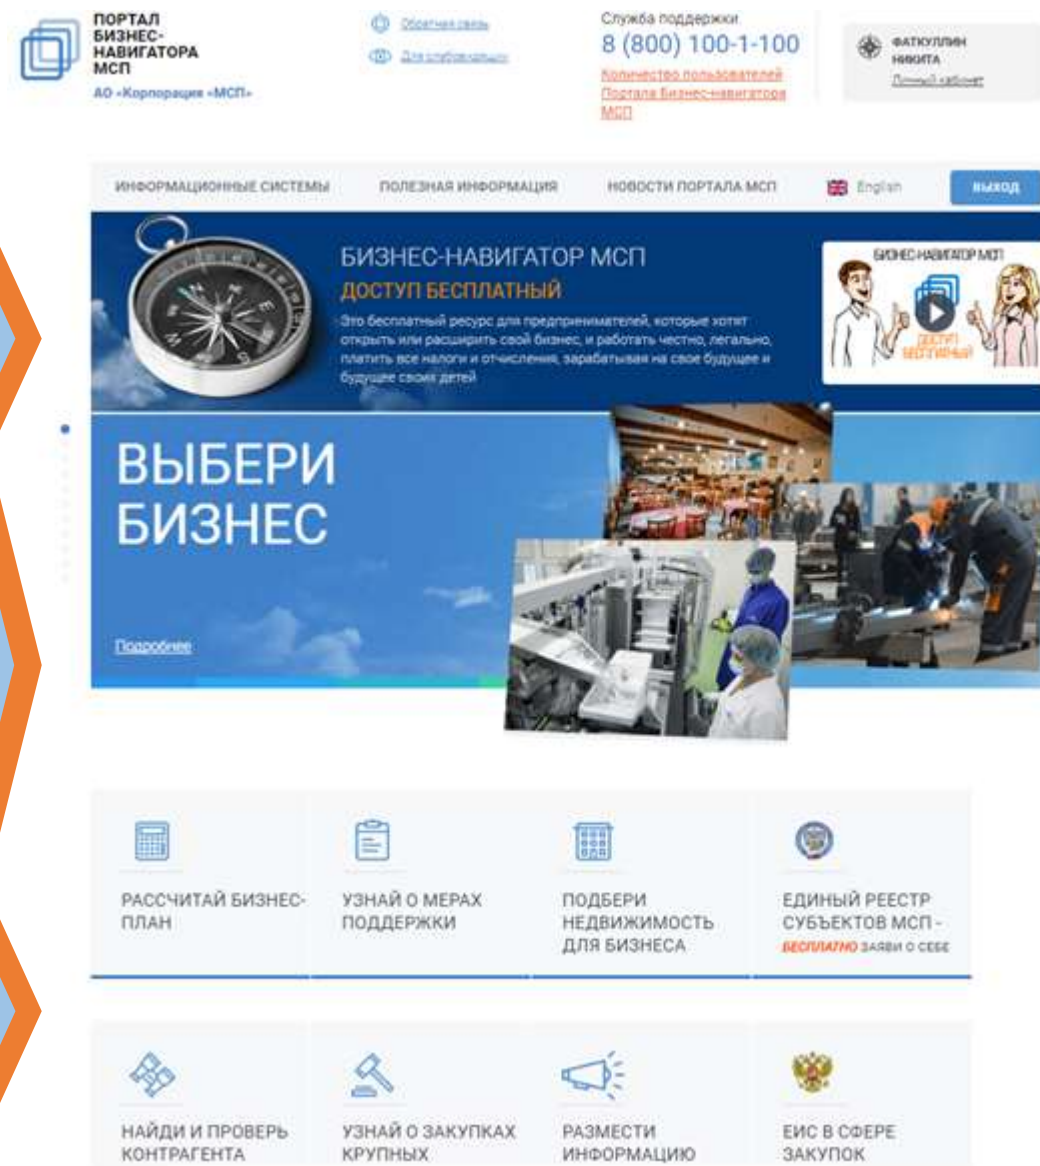 ПОРТАЛ
БИЗНЕС-
НАВИГАТОРА
МСП
АО «Корпорация «МСП»
Обратная связь
Для слабовидящих
Служба поддержки
8 (800) 100-1-100
Количество пользователей
Портала Бизнес-навигатора
МСП
ФАТКУЛЛИН
НИКИТА
Личный кабинет
ИНФОРМАЦИОННЫЕ СИСТЕМЫ
ПОЛЕЗНАЯ ИНФОРМАЦИЯ
НОВОСТИ ПОРТАЛА МСП
English
ВЫХОД
БИЗНЕС-НАВИГАТОР МСП
ДОСТУП БЕСПЛАТНЫЙ
Это бесплатный ресурс для предпринимателей, которые хотят
открыть или расширить свой бизнес, и работать честно, легально,
платить все налоги и отчисления, зарабатывая на свое будущее и
будущее своих детей
БИЗНЕС-НАВИГАТОР МСП
ДОСТУП
БЕСПЛАТНЫЙ
ВЫБЕРИ
БИЗНЕС
Подробнее
РАССЧИТАЙ БИЗНЕС-
ПЛАН
УЗНАЙ О МЕРАХ
ПОДДЕРЖКИ
ПОДБЕРИ
НЕДВИЖИМОСТЬ
ДЛЯ БИЗНЕСА
ЕДИНЫЙ РЕЕСТР
СУБЪЕКТОВ МСП -
БЕСПЛАТНО ЗАЯВИ О СЕБЕ
НАЙДИ И ПРОВЕРЬ
КОНТРАГЕНТА
УЗНАЙ О ЗАКУПКАХ
КРУПНЫХ
РАЗМЕСТИ
ИНФОРМАЦИЮ
ЕИС В СФЕРЕ
ЗАКУПОК